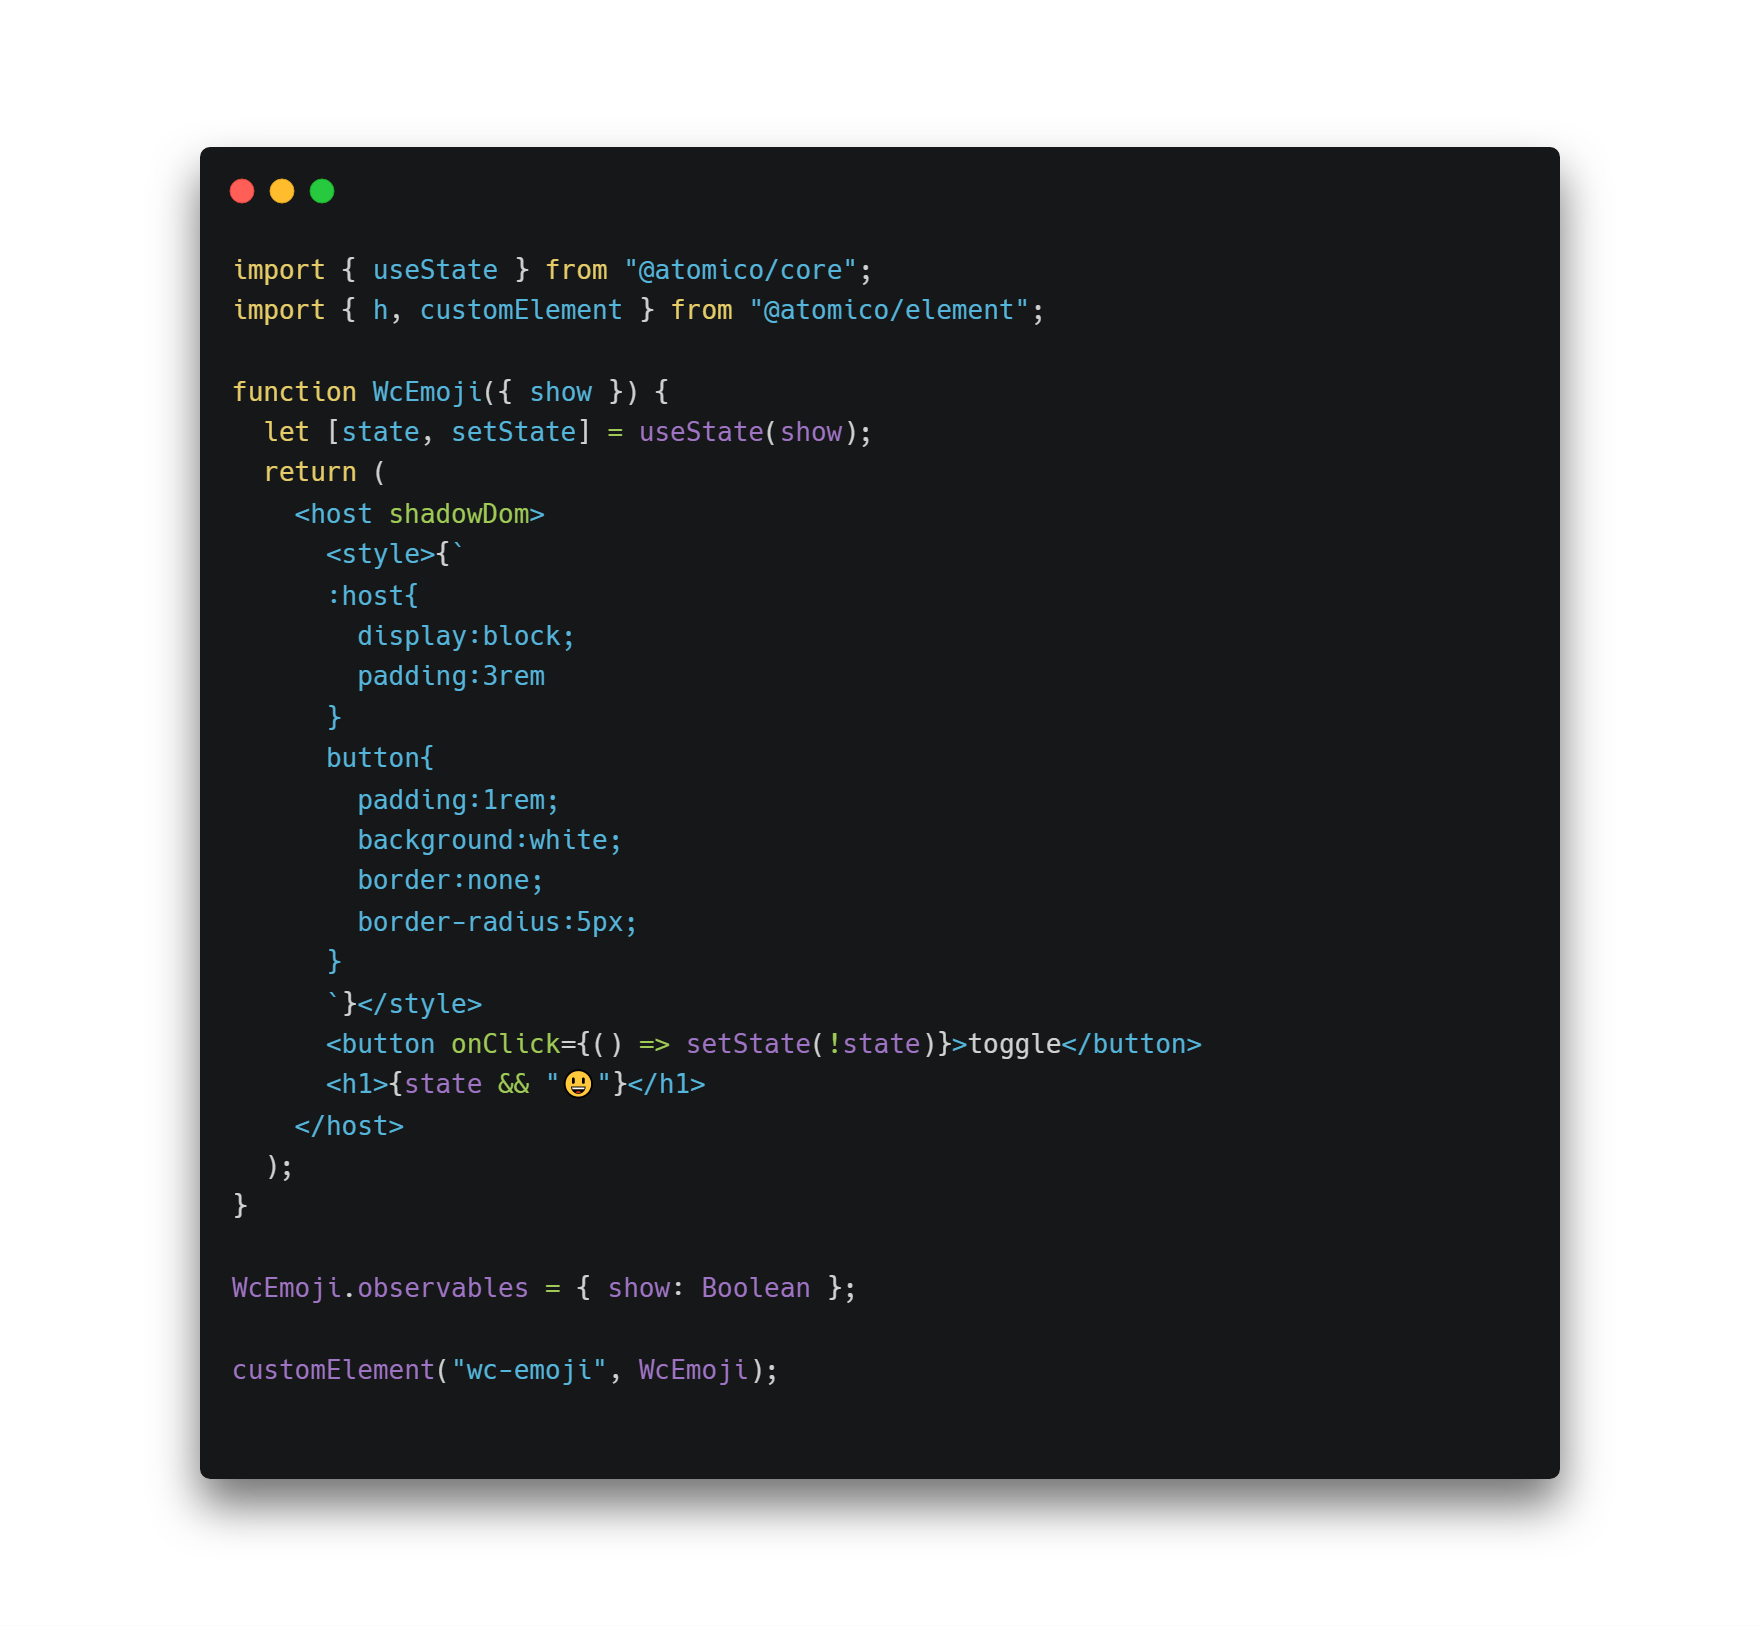 import { useState } from "@atomico/core";
import { h, customElement } from "@atomico/element";

function WcEmoji({ show }) {
  let [state, setState] = useState(show);
  return (
    <host shadowDom>
      <style>{`
      :host{
        display:block;
        padding:3rem
      }
      button{
        padding:1rem;
        background:white;
        border:none;
        border-radius:5px;
      }
      `}</style>
      <button onClick={() => setState(!state)}>toggle</button>
      <h1>{state && "😃"}</h1>
    </host>
  );
}

WcEmoji.observables = { show: Boolean };

customElement("wc-emoji", WcEmoji);